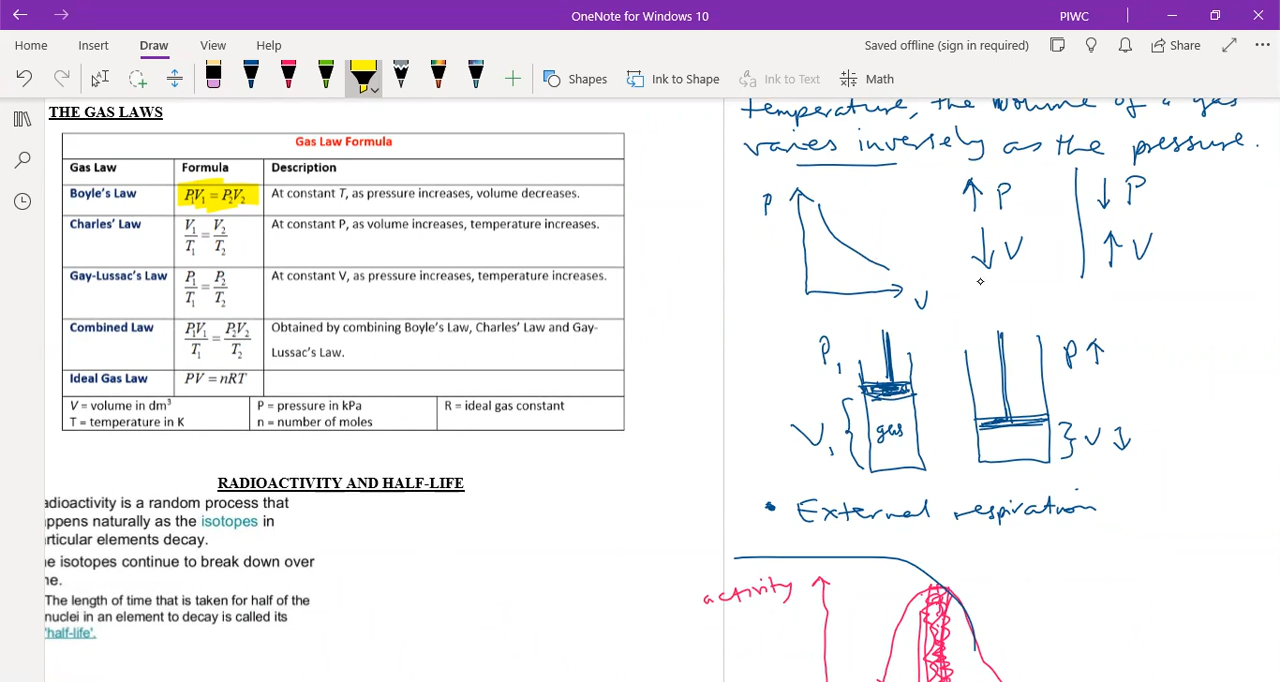 OneNote for Windows 10
PIWC
Home Insert Draw View Help
Saved offline (sign in required)
Share
Shapes
Ink to Shape
Ink to Text
Math
THE GAS LAWS
Gas Law Formula
Gas Law Formula Description
Boyle's Law P₁V₁ = P₂V₂ At constant T, as pressure increases, volume decreases.
Charles' Law V₁/T₁ = V₂/T₂ At constant P, as volume increases, temperature increases.
Gay-Lussac's Law P₁/T₁ = P₂/T₂ At constant V, as pressure increases, temperature increases.
Combined Law P₁V₁/T₁ = P₂V₂/T₂ Obtained by combining Boyle's Law, Charles' Law and Gay-
Lussac's Law.
Ideal Gas Law PV = nRT
V = volume in dm³ P = pressure in kPa R = ideal gas constant
T = temperature in K n = number of moles
RADIOACTIVITY AND HALF-LIFE
adioactivity is a random process that
appens naturally as the isotopes in
articular elements decay.
he isotopes continue to break down over
me.
The length of time that is taken for half of the
nuclei in an element to decay is called its
'half-life'.
temperature, the volume of a gas
varies inversely as the pressure.
P
V
↑ P
↓ V
↓ P
↑ V
P₁
V₁
gas
P ↑
V ↓
• External respiration
activity